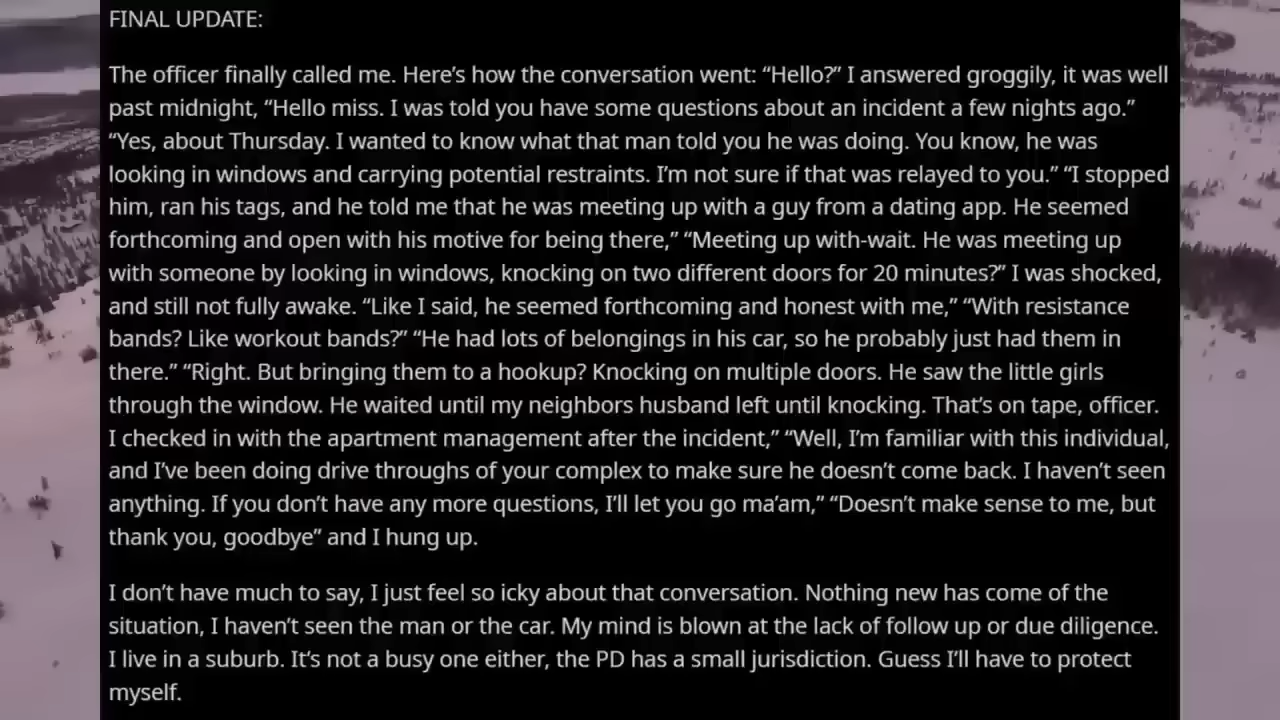 FINAL UPDATE:
The officer finally called me. Here’s how the conversation went: “Hello?” I answered groggily, it was well
past midnight, “Hello miss. I was told you have some questions about an incident a few nights ago.”
“Yes, about Thursday. I wanted to know what that man told you he was doing. You know, he was
looking in windows and carrying potential restraints. I’m not sure if that was relayed to you.” “I stopped
him, ran his tags, and he told me that he was meeting up with a guy from a dating app. He seemed
forthcoming and open with his motive for being there,” “Meeting up with-wait. He was meeting up
with someone by looking in windows, knocking on two different doors for 20 minutes?” I was shocked,
and still not fully awake. “Like I said, he seemed forthcoming and honest with me,” “With resistance
bands? Like workout bands?” “He had lots of belongings in his car, so he probably just had them in
there.” “Right. But bringing them to a hookup? Knocking on multiple doors. He saw the little girls
through the window. He waited until my neighbors husband left until knocking. That’s on tape, officer.
I checked in with the apartment management after the incident,” “Well, I’m familiar with this individual,
and I’ve been doing drive throughs of your complex to make sure he doesn’t come back. I haven’t seen
anything. If you don’t have any more questions, I’ll let you go ma’am,” “Doesn’t make sense to me, but
thank you, goodbye” and I hung up.
I don’t have much to say, I just feel so icky about that conversation. Nothing new has come of the
situation, I haven’t seen the man or the car. My mind is blown at the lack of follow up or due diligence.
I live in a suburb. It’s not a busy one either, the PD has a small jurisdiction. Guess I’ll have to protect
myself.